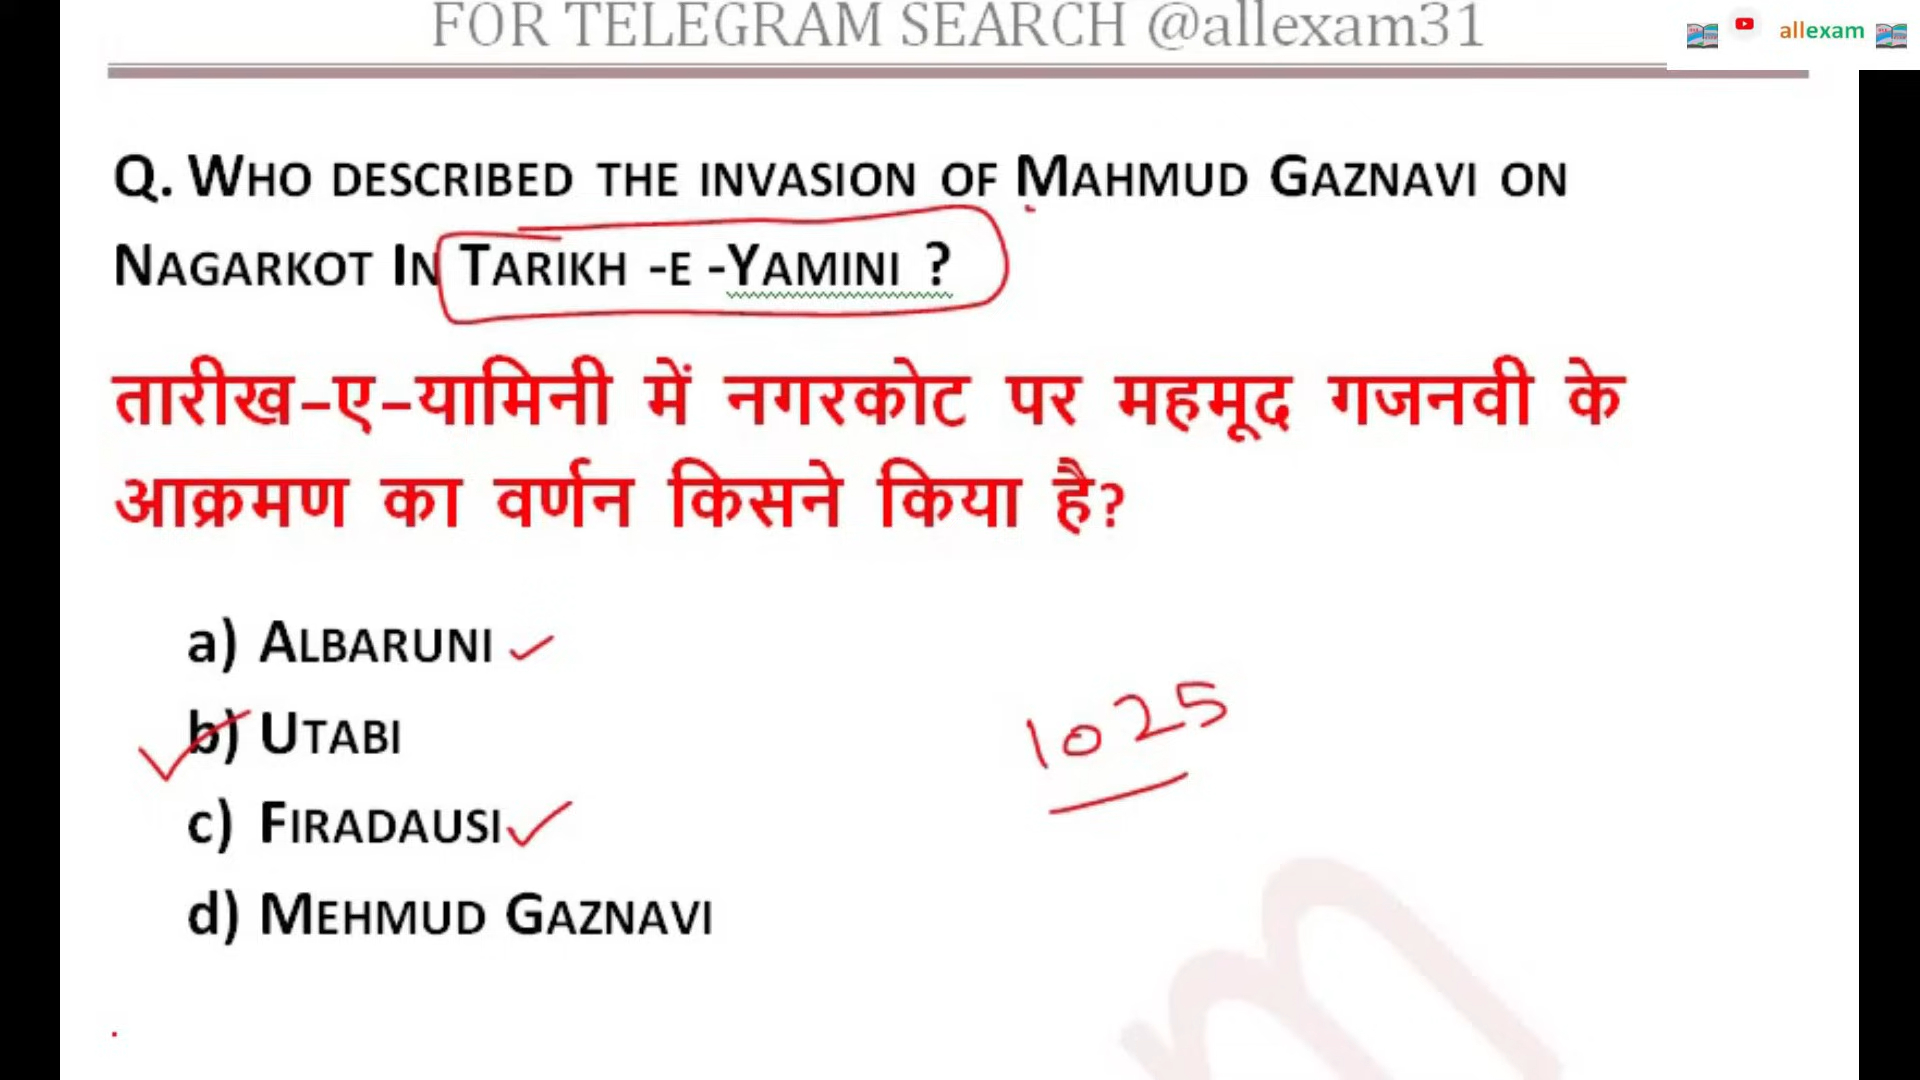 FOR TELEGRAM SEARCH @allexam31
allexam
Q. WHO DESCRIBED THE INVASION OF MAHMUD GAZNAVI ON
NAGARKOT IN TARIKH -E -YAMINI ?
तारीख-ए-यामिनी में नगरकोट पर महमूद गजनवी के
आक्रमण का वर्णन किसने किया है?
a) ALBARUNI
b) UTABI
1025
c) FIRADAUSI
d) MEHMUD GAZNAVI